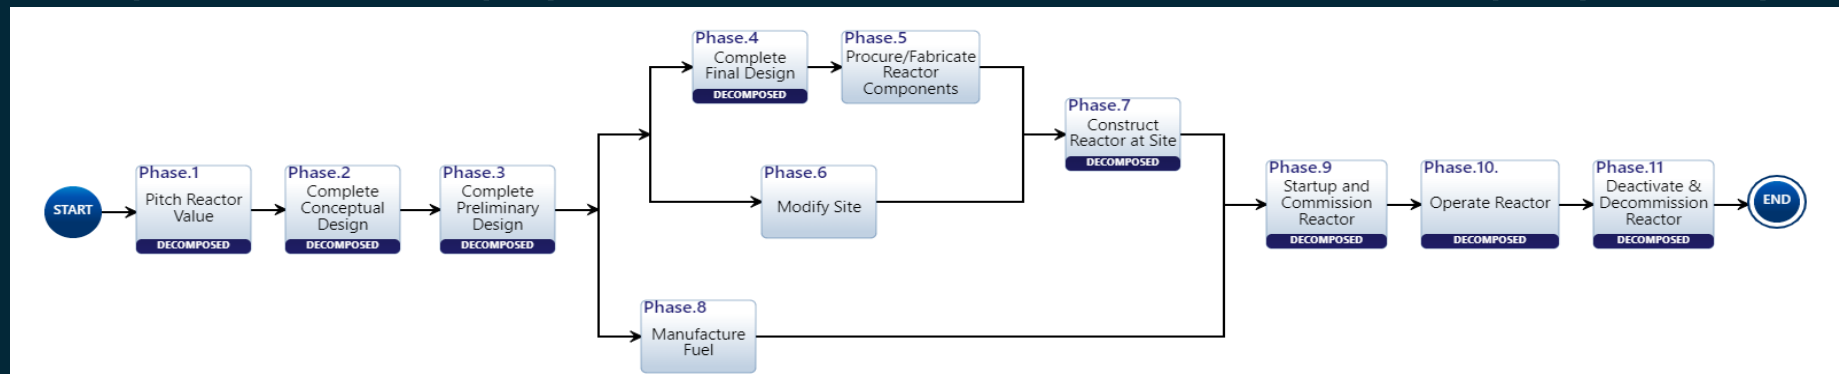 START
Phase.1
Pitch Reactor
Value
DECOMPOSED
Phase.2
Complete
Conceptual
Design
DECOMPOSED
Phase.3
Complete
Preliminary
Design
DECOMPOSED
Phase.4
Complete
Final Design
DECOMPOSED
Phase.5
Procure/Fabricate
Reactor
Components
Phase.6
Modify Site
Phase.7
Construct
Reactor at Site
DECOMPOSED
Phase.8
Manufacture
Fuel
Phase.9
Startup and
Commission
Reactor
DECOMPOSED
Phase.10.
Operate Reactor
DECOMPOSED
Phase.11
Deactivate &
Decommission
Reactor
DECOMPOSED
END